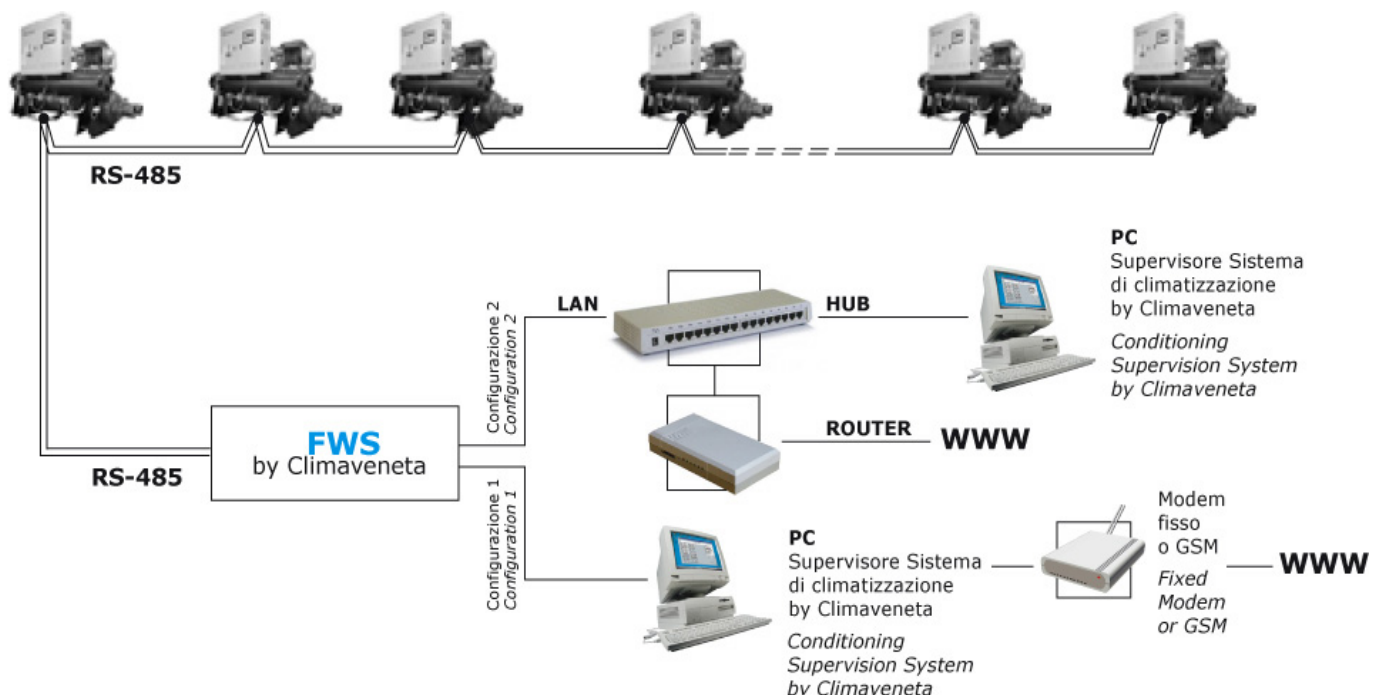 RS-485
PC
Supervisore Sistema
di climatizzazione
by Climaveneta
Conditioning
Supervision System
by Climaveneta
LAN
HUB
Configurazione 2
Configuration 2
ROUTER
WWW
FWS
by Climaveneta
RS-485
Configurazione 1
Configuration 1
PC
Supervisore Sistema
di climatizzazione
by Climaveneta
Conditioning
Supervision System
by Climaveneta
Modem
fisso
o GSM
Fixed
Modem
or GSM
WWW